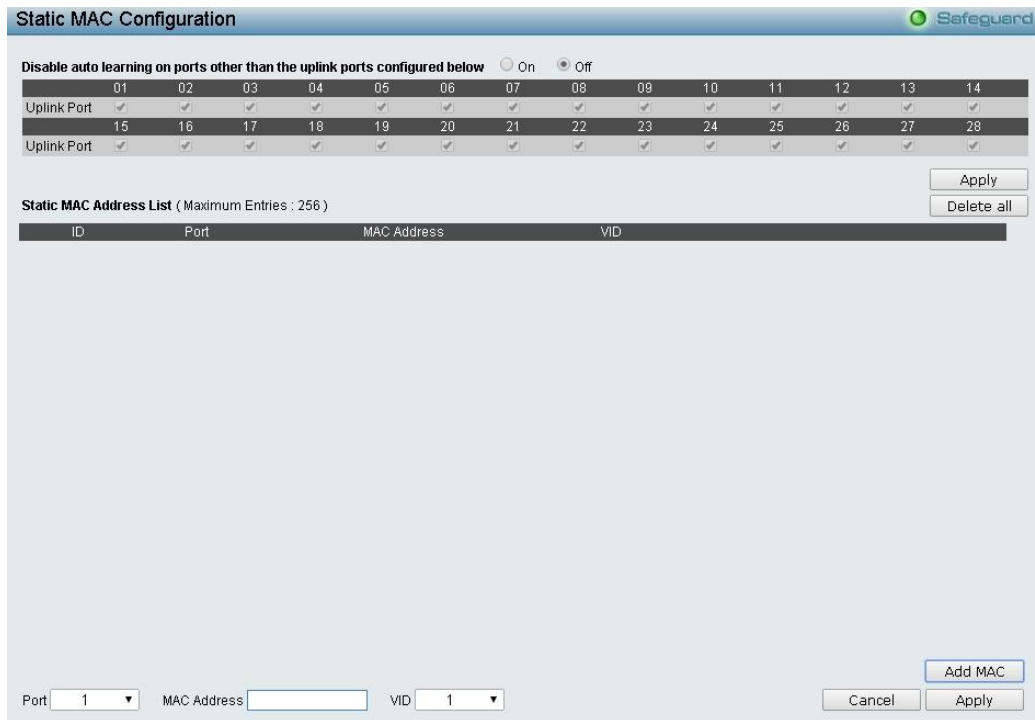 Static MAC Configuration Safeguard
Disable auto learning on ports other than the uplink ports configured below On Off
01 02 03 04 05 06 07 08 09 10 11 12 13 14
Uplink Port
15 16 17 18 19 20 21 22 23 24 25 26 27 28
Uplink Port
Apply
Static MAC Address List ( Maximum Entries : 256 ) Delete all
ID Port MAC Address VID
Add MAC
Port 1 MAC Address VID 1 Cancel Apply